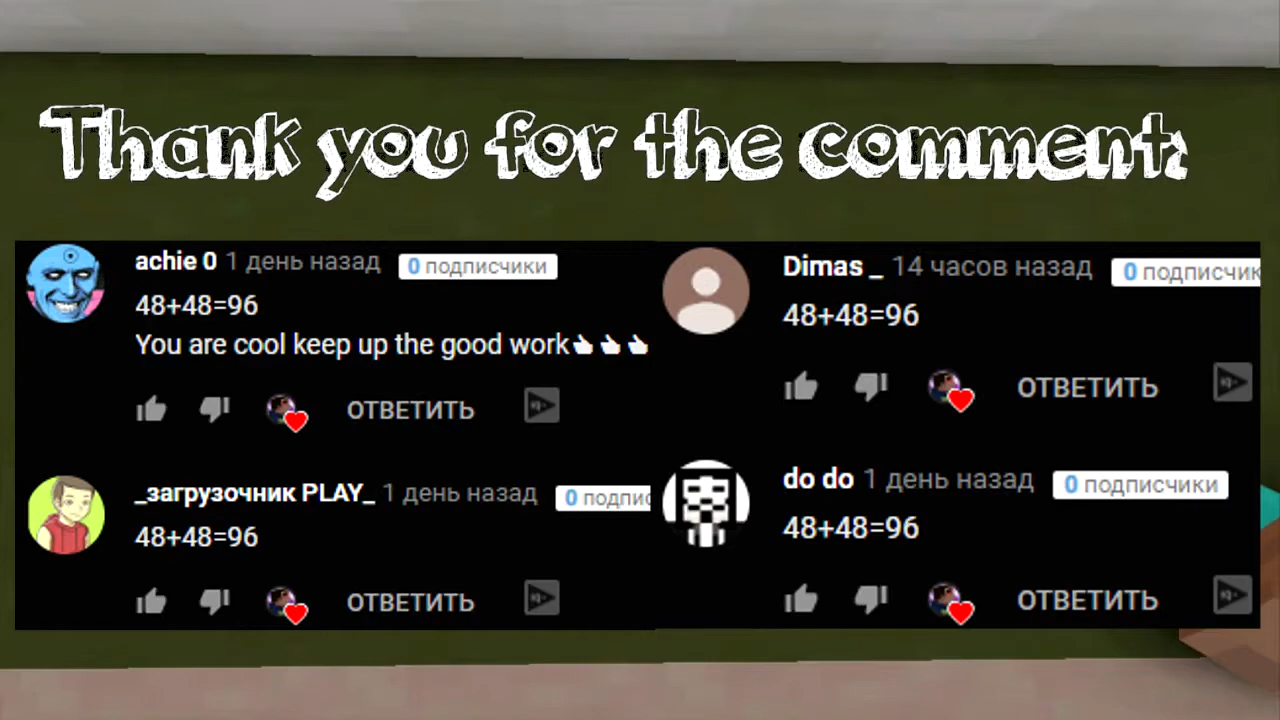 Thank you for the comment:
achie 0 1 день назад 0 подписчики
48+48=96
You are cool keep up the good work👍👍👍
ОТВЕТИТЬ
_загрузочник PLAY_ 1 день назад 0 подпис
48+48=96
ОТВЕТИТЬ
Dimas _ 14 часов назад 0 подписчик
48+48=96
ОТВЕТИТЬ
do do 1 день назад 0 подписчики
48+48=96
ОТВЕТИТЬ